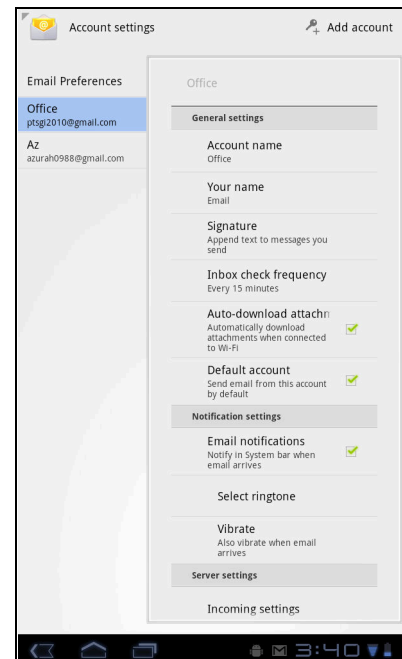 Account settings
Add account
Email Preferences
Office
ptsgi2010@gmail.com
Az
azurah0988@gmail.com
Office
General settings
Account name
Office
Your name
Email
Signature
Append text to messages you
send
Inbox check frequency
Every 15 minutes
Auto-download attachn
Automatically download
attachments when connected
to Wi-Fi
Default account
Send email from this account
by default
Notification settings
Email notifications
Notify in System bar when
email arrives
Select ringtone
Vibrate
Also vibrate when email
arrives
Server settings
Incoming settings
3:40